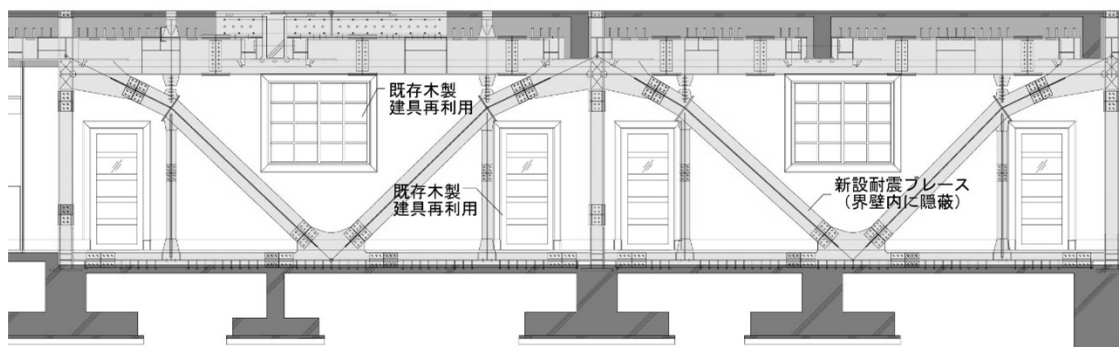 既存木製
建具再利用
既存木製
建具再利用
新設耐震ブレース
（界壁内に隠蔽）